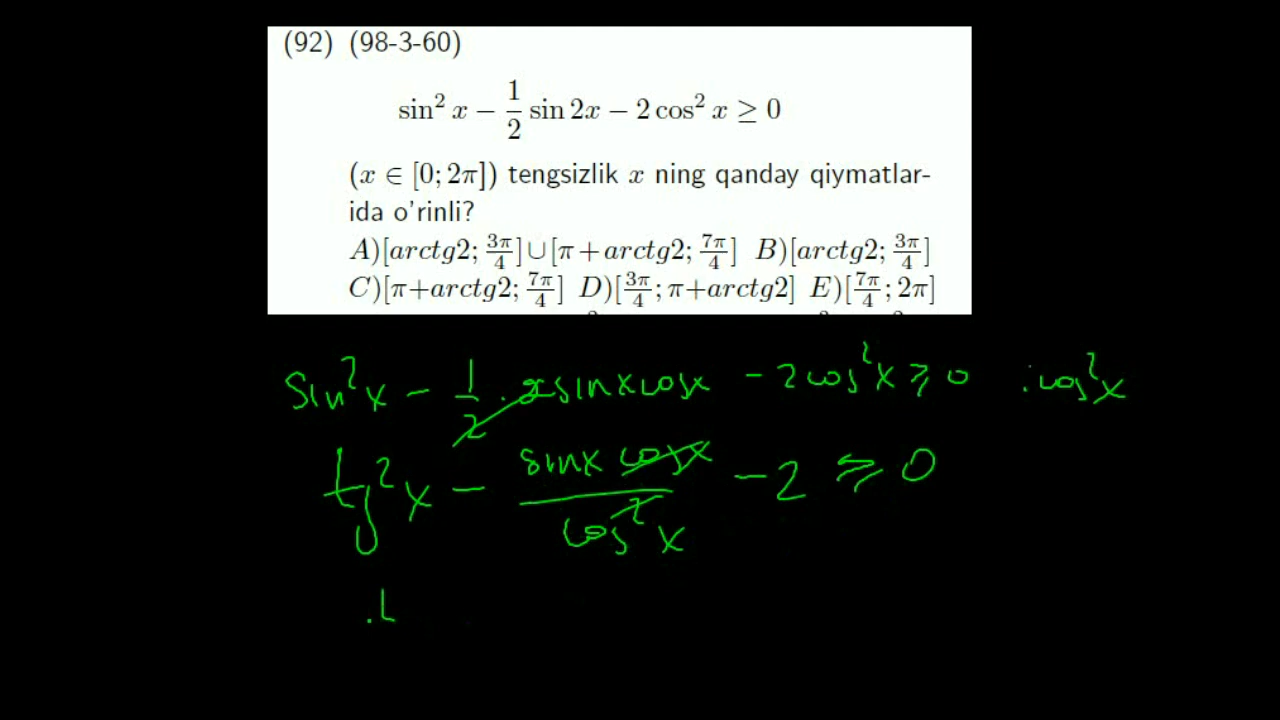 (92) (98-3-60)
sin² x − 1/2 sin 2x − 2 cos² x ≥ 0
(x ∈ [0; 2π]) tengsizlik x ning qanday qiymatlar-
ida o'rinli?
A)[arctg2; 3π/4]∪[π+arctg2; 7π/4] B)[arctg2; 3π/4]
C)[π+arctg2; 7π/4] D)[3π/4; π+arctg2] E)[7π/4; 2π]
Sin²x − 1/2 · 2sinxcosx − 2cos²x ≥ 0 :cos²x
tg²x − sinx cosx / cos²x − 2 ≥ 0